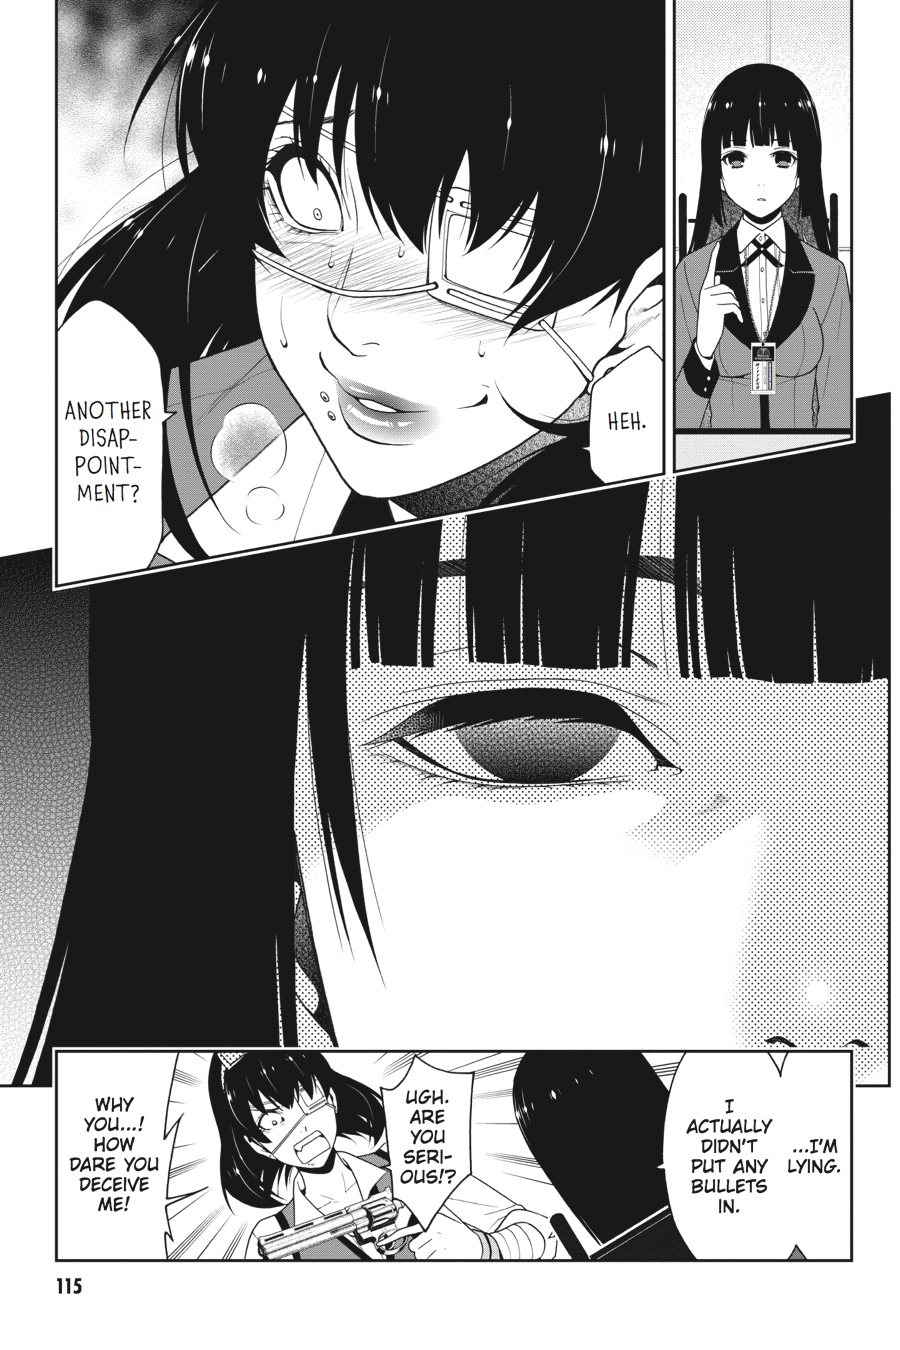 HEH.
ANOTHER
DISAP-
POINT-
MENT?
...I'M
LYING.
I
ACTUALLY
DIDN'T
PUT ANY
BULLETS
IN.
UGH.
ARE
YOU
SERI-
OUS!?
WHY
YOU...!
HOW
DARE YOU
DECEIVE
ME!
115